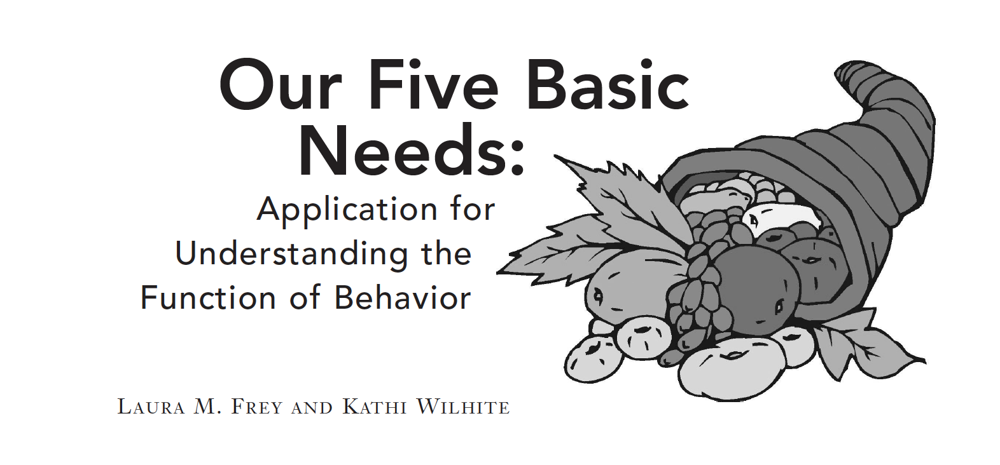 Our Five Basic
Needs:
Application for
Understanding the
Function of Behavior
Laura M. Frey and Kathi Wilhite